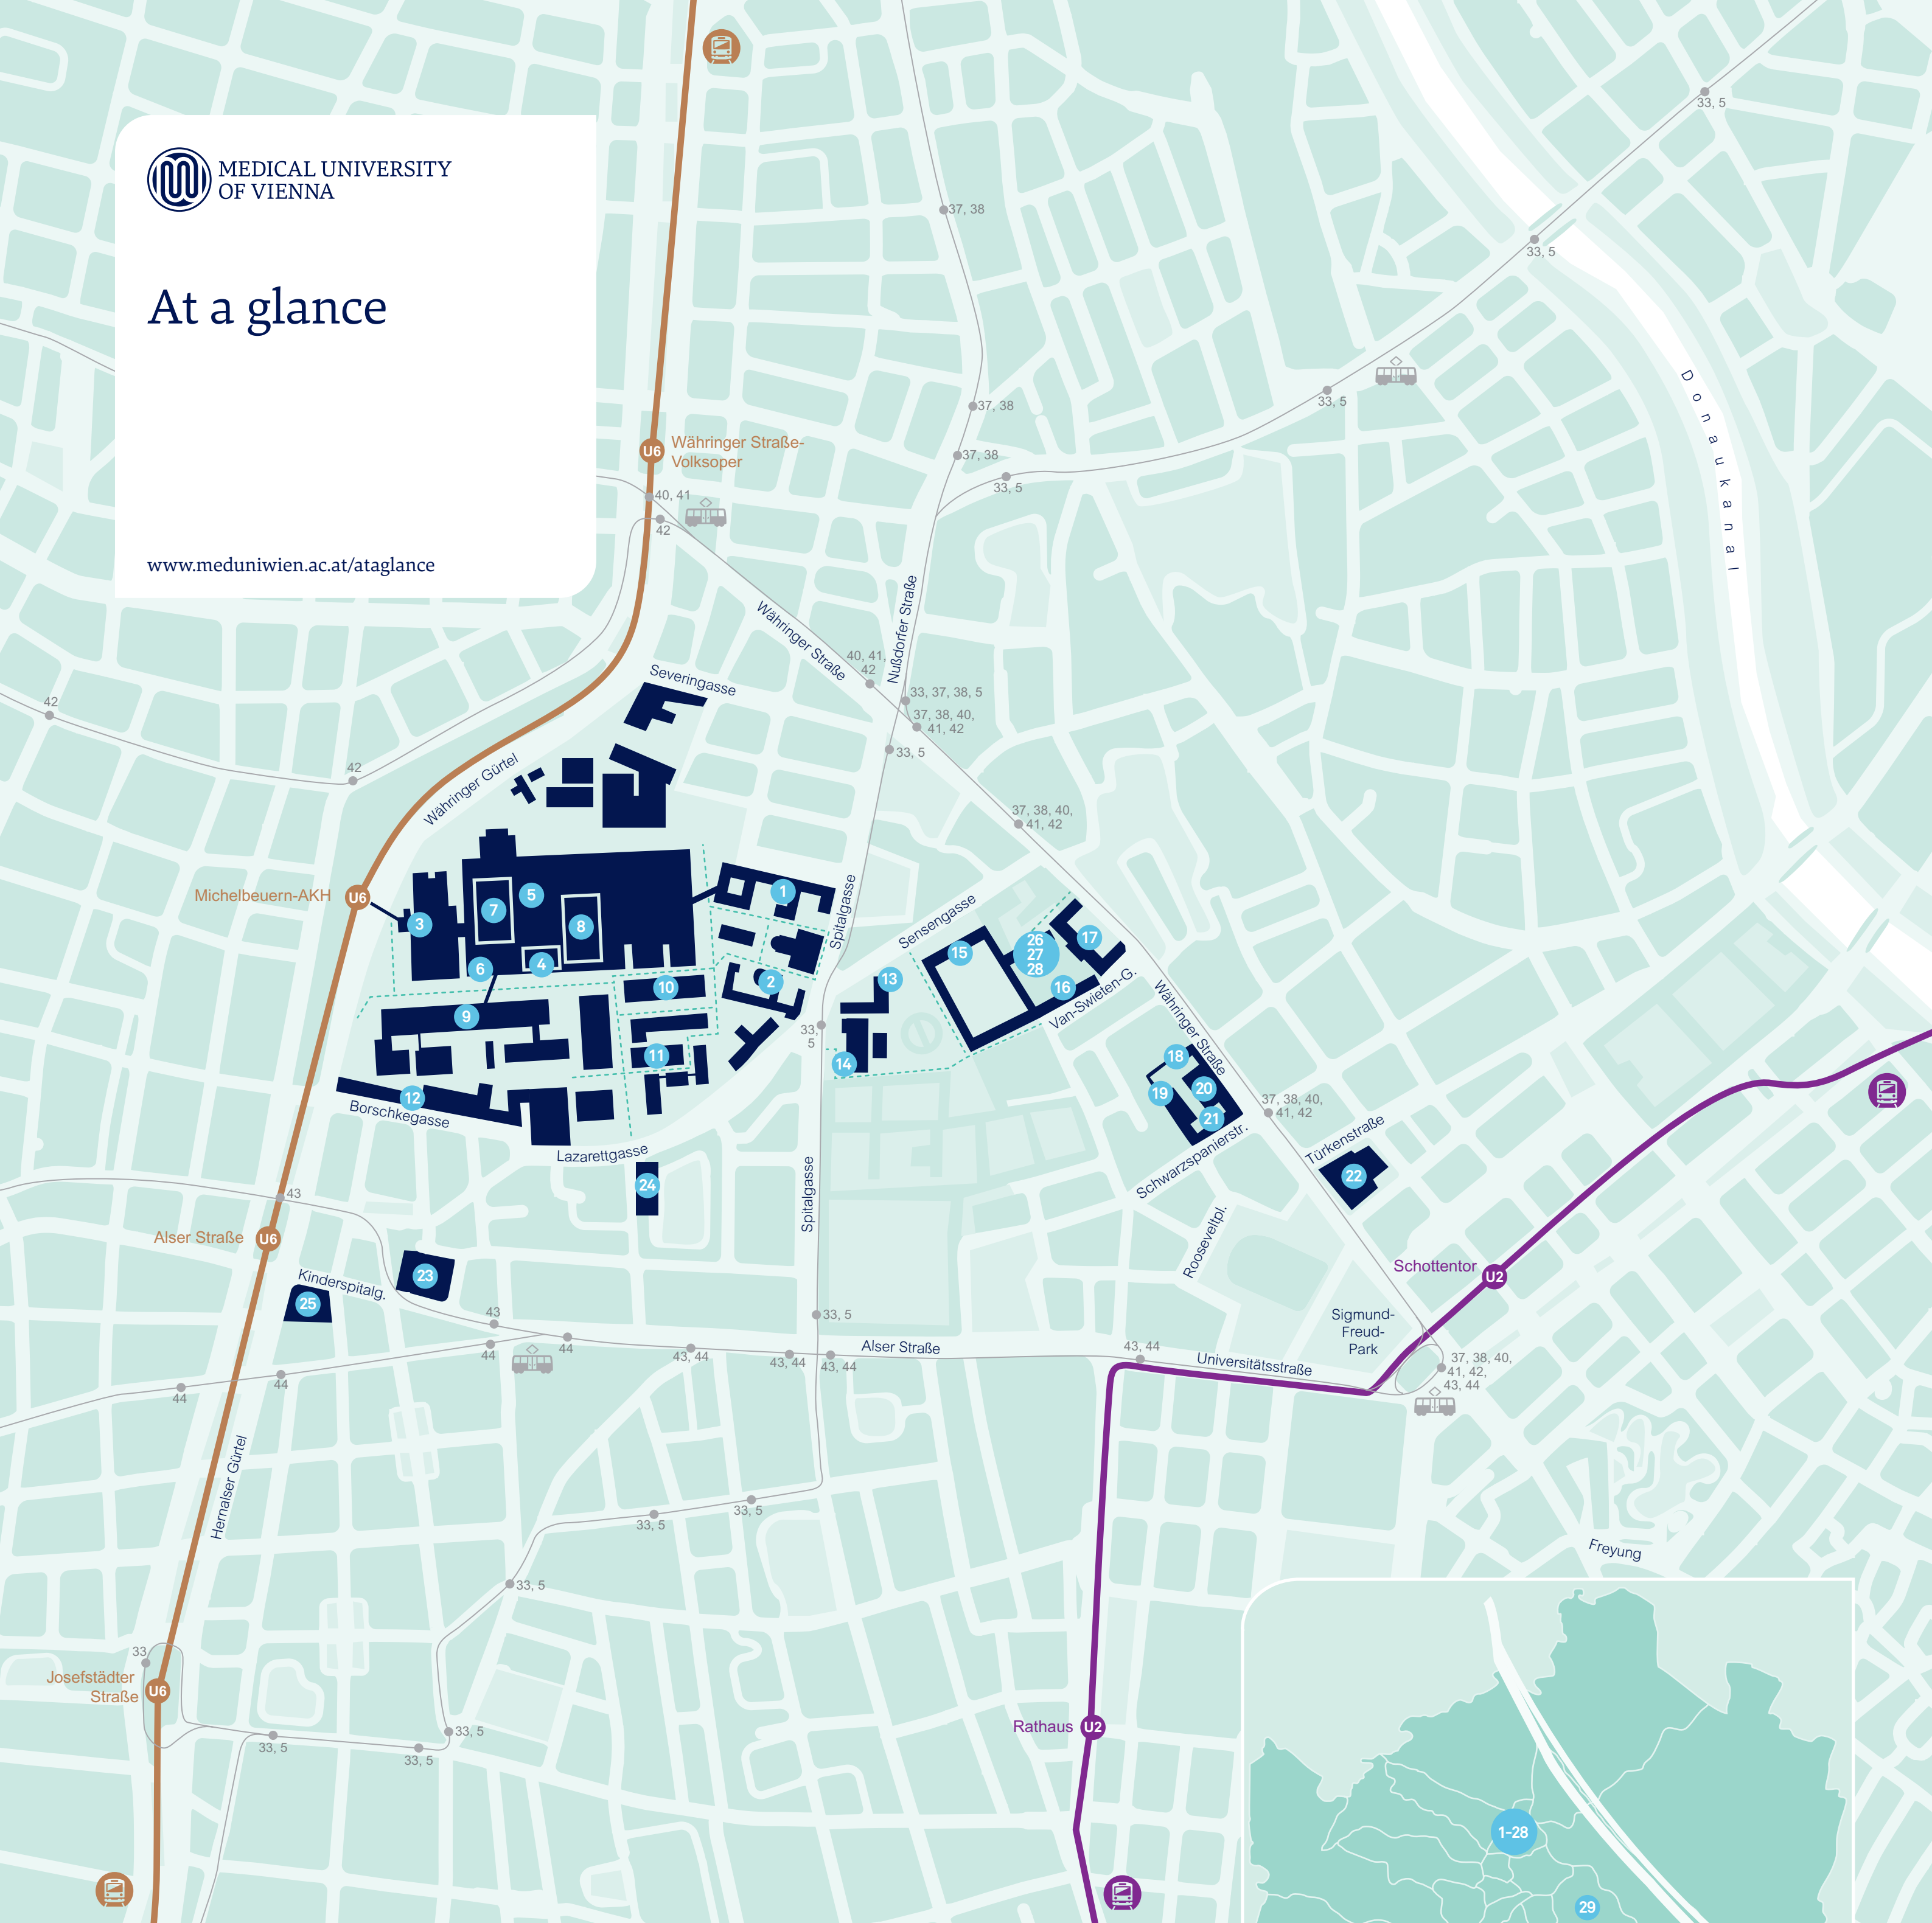 MEDICAL UNIVERSITY
OF VIENNA
At a glance
www.meduniwien.ac.at/ataglance
33, 5
37, 38
33, 5
Donaukanal
33, 5
37, 38
U6
Währinger Straße-
Volksoper
37, 38
33, 5
40, 41
42
Währinger Straße
Nußdorfer Straße
40, 41,
42
Severingasse
33, 37, 38, 5
37, 38, 40,
41, 42
33, 5
42
42
Währinger Gürtel
37, 38, 40,
41, 42
Michelbeuern-AKH
U6
1
2
3
4
5
6
7
8
9
10
11
12
Spitalgasse
Sensengasse
13
14
15
26
27
28
16
17
Van-Swieten-G.
Währinger Straße
33,
5
18
19
20
21
37, 38, 40,
41, 42
Schwarzspanierstr.
Türkenstraße
22
Borschkegasse
Lazarettgasse
24
Spitalgasse
43
Alser Straße
U6
Kinderspitalg.
23
25
Rooseveltpl.
Schottentor
U2
Sigmund-
Freud-
Park
43
44
44
43, 44
43, 44
43, 44
33, 5
Alser Straße
43, 44
Universitätsstraße
37, 38, 40,
41, 42,
43, 44
44
44
Hernalser Gürtel
33, 5
33, 5
33, 5
Freyung
33
Josefstädter
Straße
U6
33, 5
33, 5
33, 5
Rathaus
U2
1-28
29